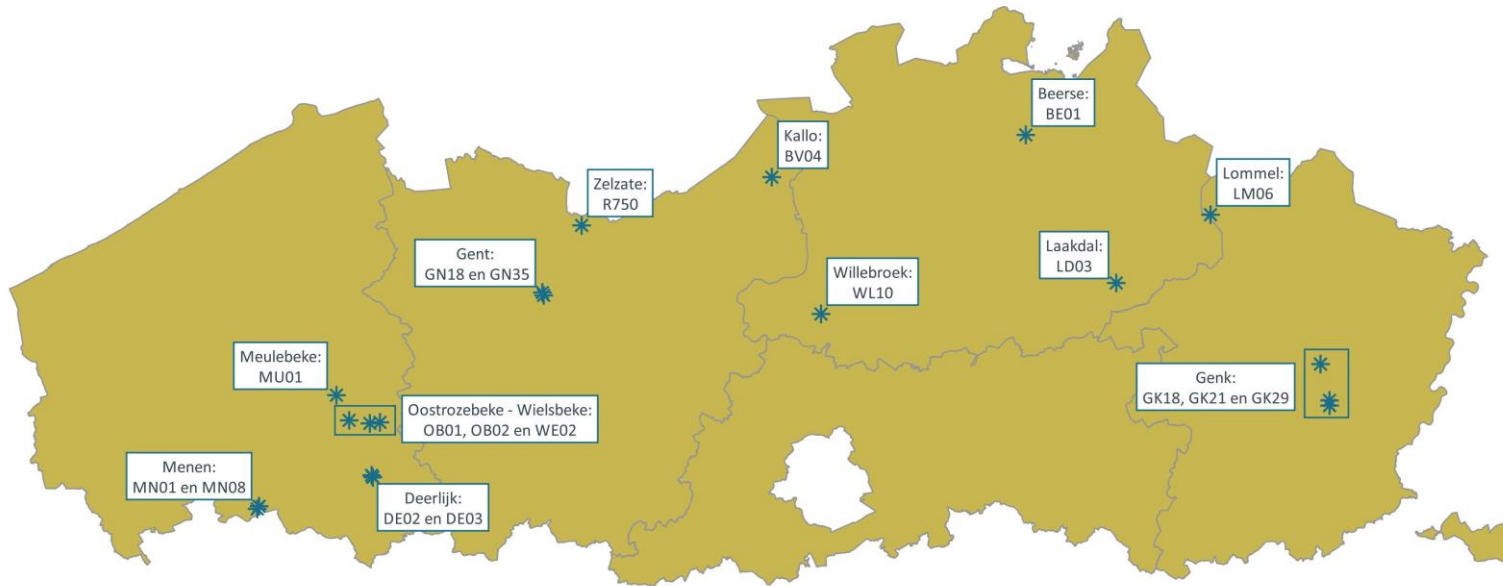 Beerse:
BE01
Kallo:
BV04
Zelzate:
R750
Lommel:
LM06
Gent:
GN18 en GN35
Laakdal:
LD03
Willebroek:
WL10
Meulebeke:
MU01
Genk:
GK18, GK21 en GK29
Oostrozebeke - Wielsbeke:
OB01, OB02 en WE02
Menen:
MN01 en MN08
Deerlijk:
DE02 en DE03